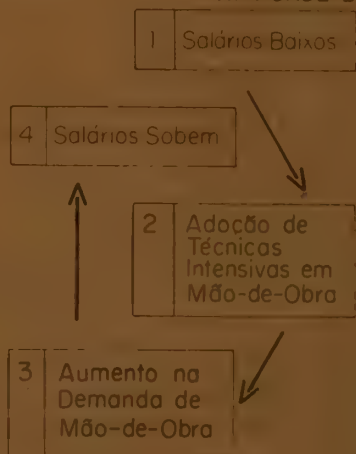 1 Salários Baixos
4 Salários Sobem
2 Adoção de
Técnicas
Intensivas em
Mão-de-Obra
3 Aumento na
Demanda de
Mão-de-Obra